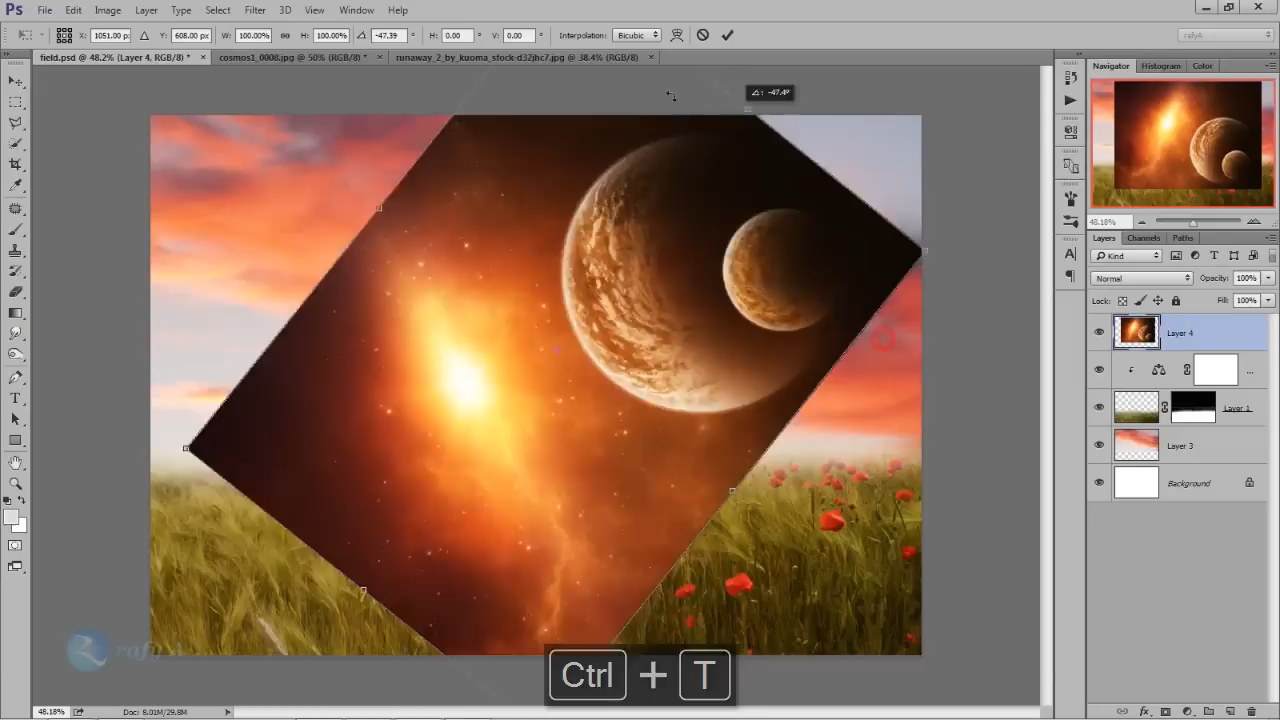 Ps File Edit Image Layer Type Select Filter 3D View Window Help
X: 1051.00 px Y: 608.00 px W: 100.00% H: 100.00% -47.39 ° H: 0.00 ° V: 0.00 ° Interpolation: Bicubic rafyA
field.psd @ 48.2% (Layer 4, RGB/8) * × cosmos1_0008.jpg @ 50% (RGB/8) * × runaway_2_by_kuoma_stock-d32jhc7.jpg @ 38.4% (RGB/8) ×
Navigator Histogram Color
: -47.4°
48.18%
Layers Channels Paths
Kind
Normal Opacity: 100%
Lock: Fill: 100%
Layer 4
...
Layer 1
Layer 3
Background
rafy A
Ctrl + T
48.18% Doc: 8.01M/29.8M